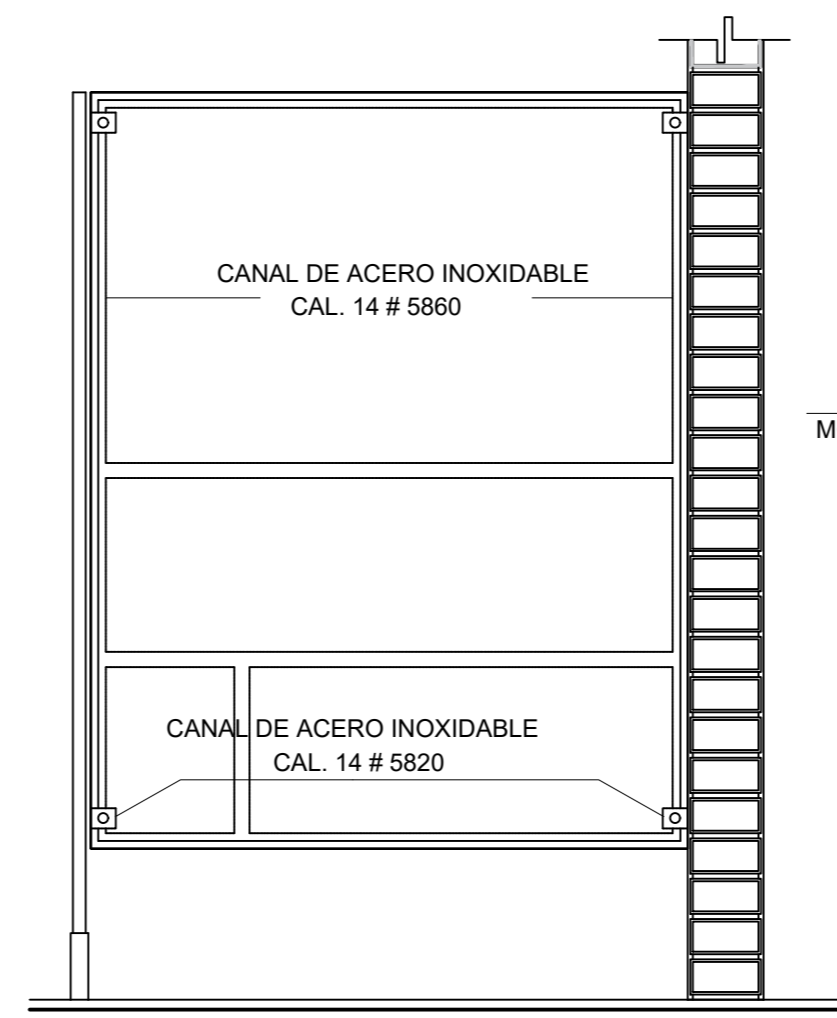 CANAL DE ACERO INOXIDABLE
CAL. 14 # 5860
M
CANAL DE ACERO INOXIDABLE
CAL. 14 # 5820